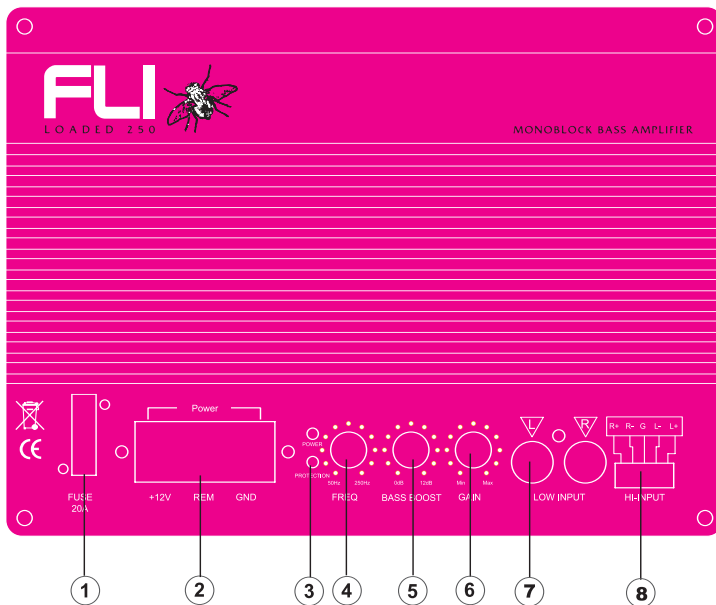 FLI
LOADED 250
MONOBLOCK BASS AMPLIFIER
Power
L
R
R+ R- G L- L+
POWER
PROTECTION
CE
50Hz 250Hz
0dB 12dB
Min Max
FUSE
20A
+12V REM GND
FREQ
BASS BOOST
GAIN
LOW INPUT
HI-INPUT
1 2 3 4 5 6 7 8